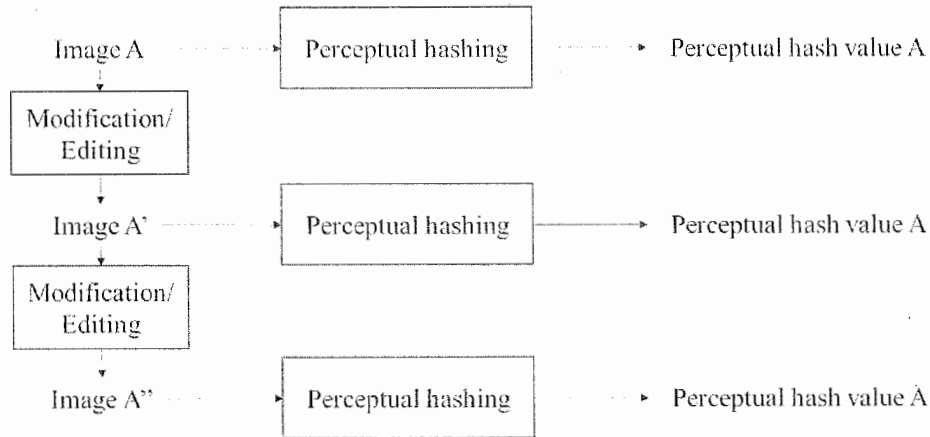 Image A Perceptual hashing Perceptual hash value A
Modification/
Editing
Image A' Perceptual hashing Perceptual hash value A
Modification/
Editing
Image A'' Perceptual hashing Perceptual hash value A